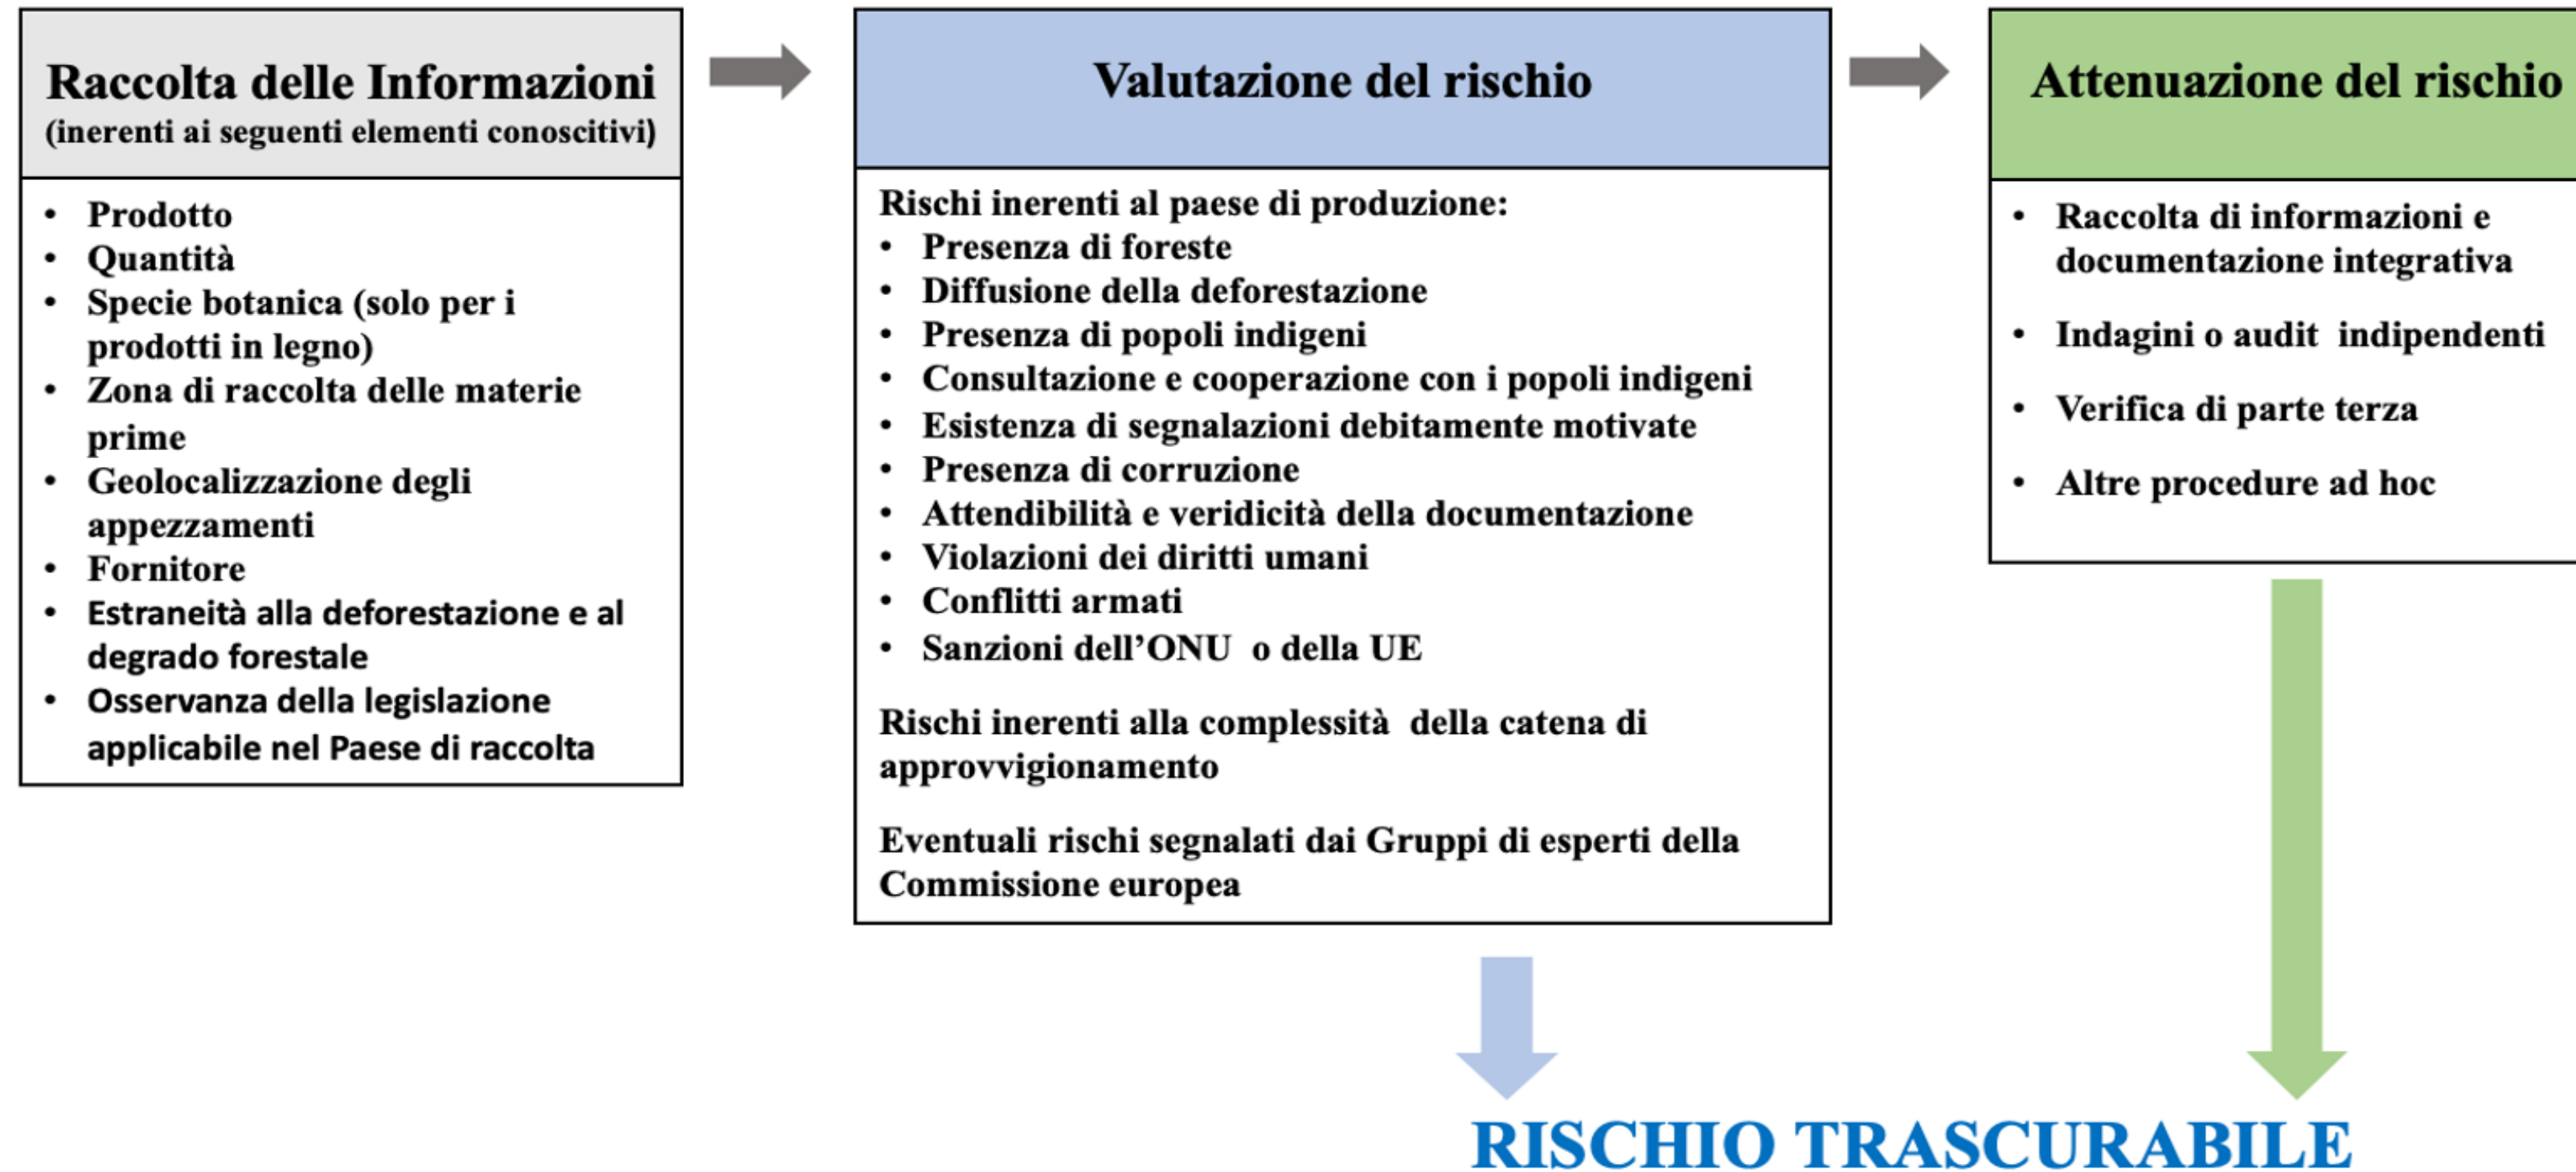 Raccolta delle Informazioni
(inerenti ai seguenti elementi conoscitivi)
• Prodotto
• Quantità
• Specie botanica (solo per i
prodotti in legno)
• Zona di raccolta delle materie
prime
• Geolocalizzazione degli
appezzamenti
• Fornitore
• Estraneità alla deforestazione e al
degrado forestale
• Osservanza della legislazione
applicabile nel Paese di raccolta
Valutazione del rischio
Rischi inerenti al paese di produzione:
• Presenza di foreste
• Diffusione della deforestazione
• Presenza di popoli indigeni
• Consultazione e cooperazione con i popoli indigeni
• Esistenza di segnalazioni debitamente motivate
• Presenza di corruzione
• Attendibilità e veridicità della documentazione
• Violazioni dei diritti umani
• Conflitti armati
• Sanzioni dell’ONU o della UE
Rischi inerenti alla complessità della catena di
approvvigionamento
Eventuali rischi segnalati dai Gruppi di esperti della
Commissione europea
Attenuazione del rischio
• Raccolta di informazioni e
documentazione integrativa
• Indagini o audit indipendenti
• Verifica di parte terza
• Altre procedure ad hoc
RISCHIO TRASCURABILE